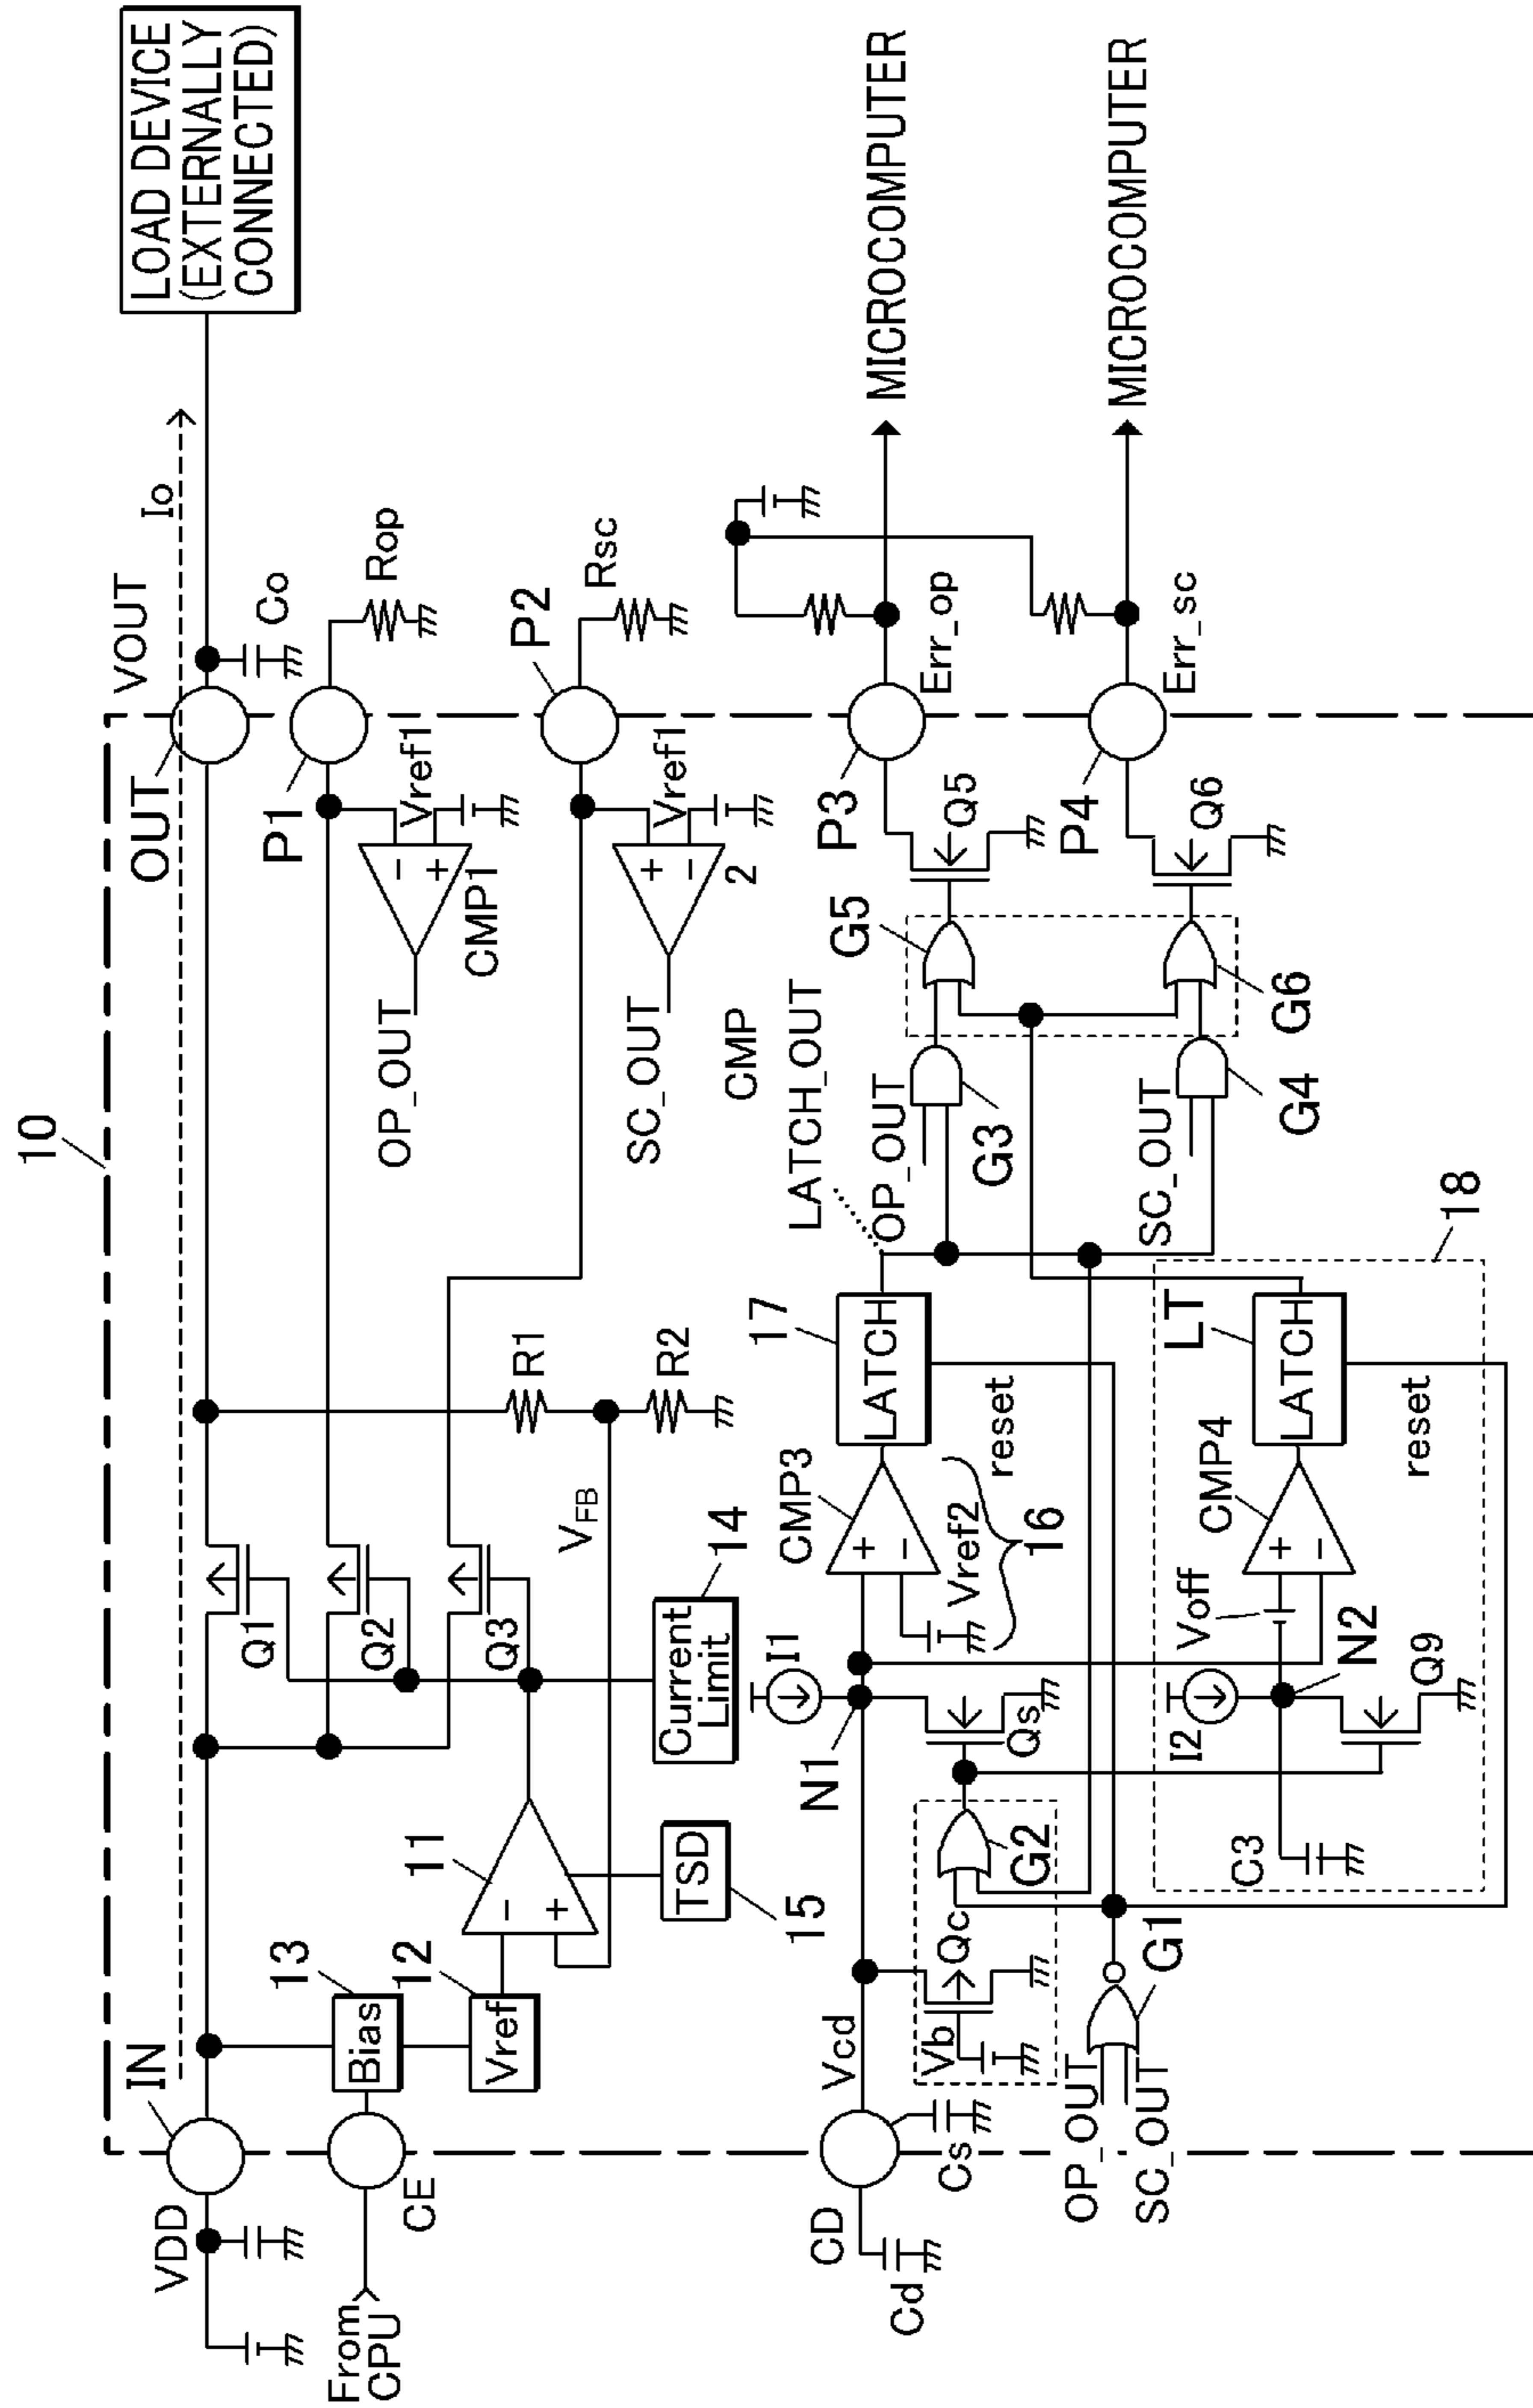 10
VDD
IN
OUT
VOUT
Io
LOAD DEVICE
(EXTERNALLY
CONNECTED)
Co
From
CPU
CE
Bias
13
Vref
12
11
-
+
TSD
15
Q1
Q2
Q3
Current
Limit
14
VFB
R1
R2
P1
Rop
Vref1
-
+
CMP1
OP_OUT
P2
Rsc
Vref1
+
-
CMP
2
SC_OUT
CD
Cd
Cs
Vcd
Vb
Qc
G2
N1
I1
Qs
CMP3
+
-
Vref2
16
17
LATCH
reset
LATCH_OUT
OP_OUT
G3
G5
Q5
P3
Err_op
MICROCOMPUTER
OP_OUT
SC_OUT
G1
C3
I2
N2
Q9
Voff
CMP4
+
-
LT
LATCH
reset
18
SC_OUT
G4
G6
Q6
P4
Err_sc
MICROCOMPUTER